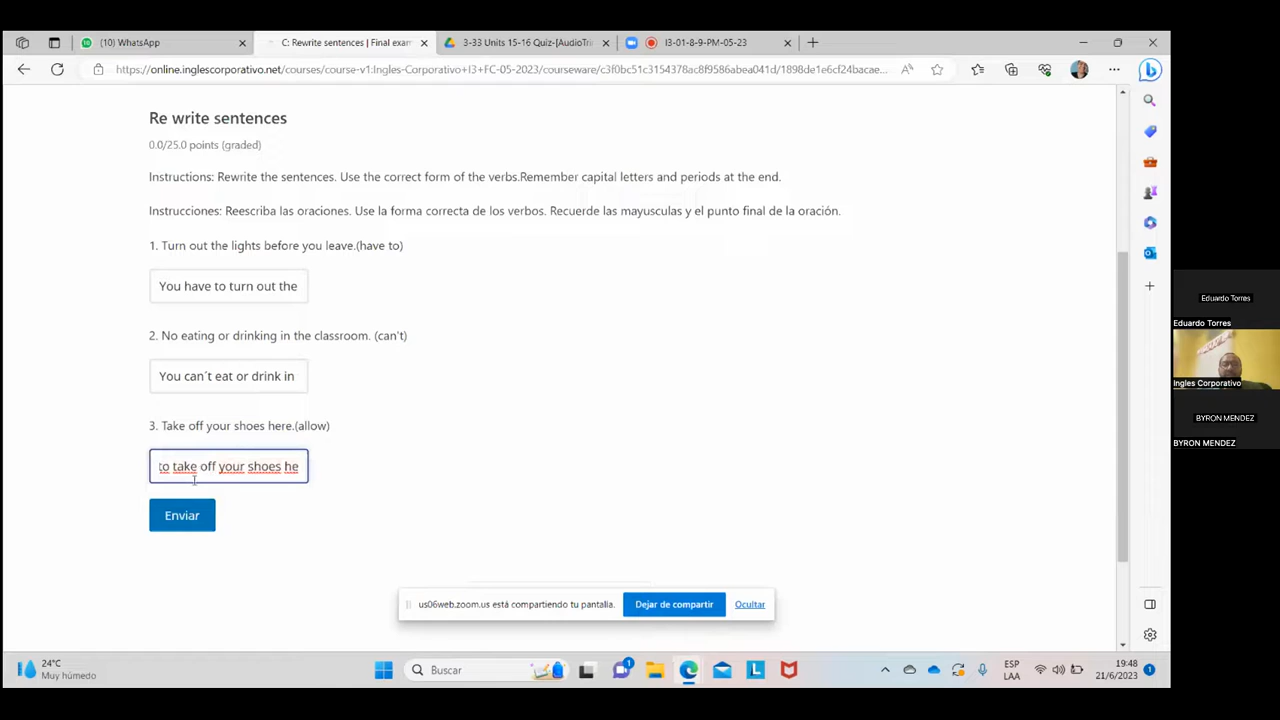 (10) WhatsApp
C: Rewrite sentences | Final exam
3-33 Units 15-16 Quiz-[AudioTri
I3-01-8-9-PM-05-23
https://online.inglescorporativo.net/courses/course-v1:Ingles-Corporativo+I3+FC-05-2023/courseware/c3f0bc51c3154378ac8f9586abea041d/1898de1e6cf24bacae...
Re write sentences
0.0/25.0 points (graded)
Instructions: Rewrite the sentences. Use the correct form of the verbs.Remember capital letters and periods at the end.
Instrucciones: Reescriba las oraciones. Use la forma correcta de los verbos. Recuerde las mayusculas y el punto final de la oración.
1. Turn out the lights before you leave.(have to)
You have to turn out the
2. No eating or drinking in the classroom. (can't)
You can´t eat or drink in
3. Take off your shoes here.(allow)
to take off your shoes he
Enviar
us06web.zoom.us está compartiendo tu pantalla.
Dejar de compartir
Ocultar
Eduardo Torres
Eduardo Torres
Ingles Corporativo
BYRON MENDEZ
BYRON MENDEZ
24°C
Muy húmedo
Buscar
1
ESP
LAA
19:48
21/6/2023
1